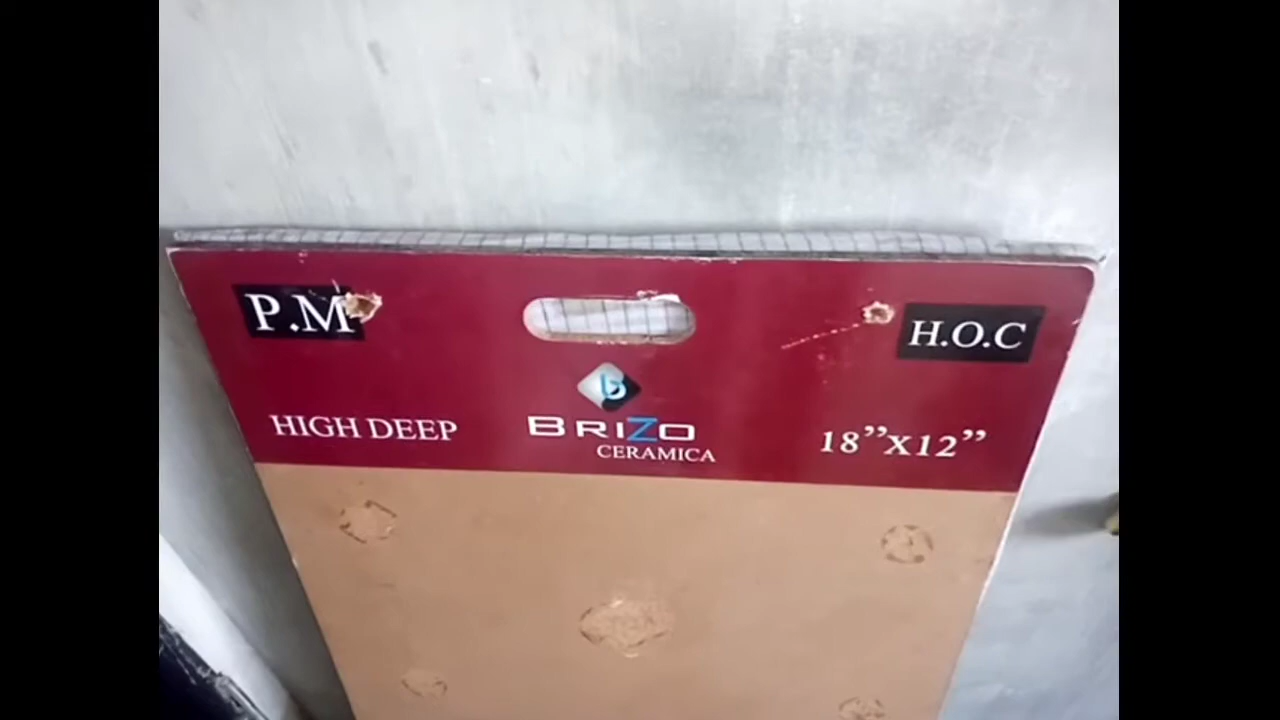 P.M
H.O.C
HIGH DEEP
BRIZO
CERAMICA
18”X12”